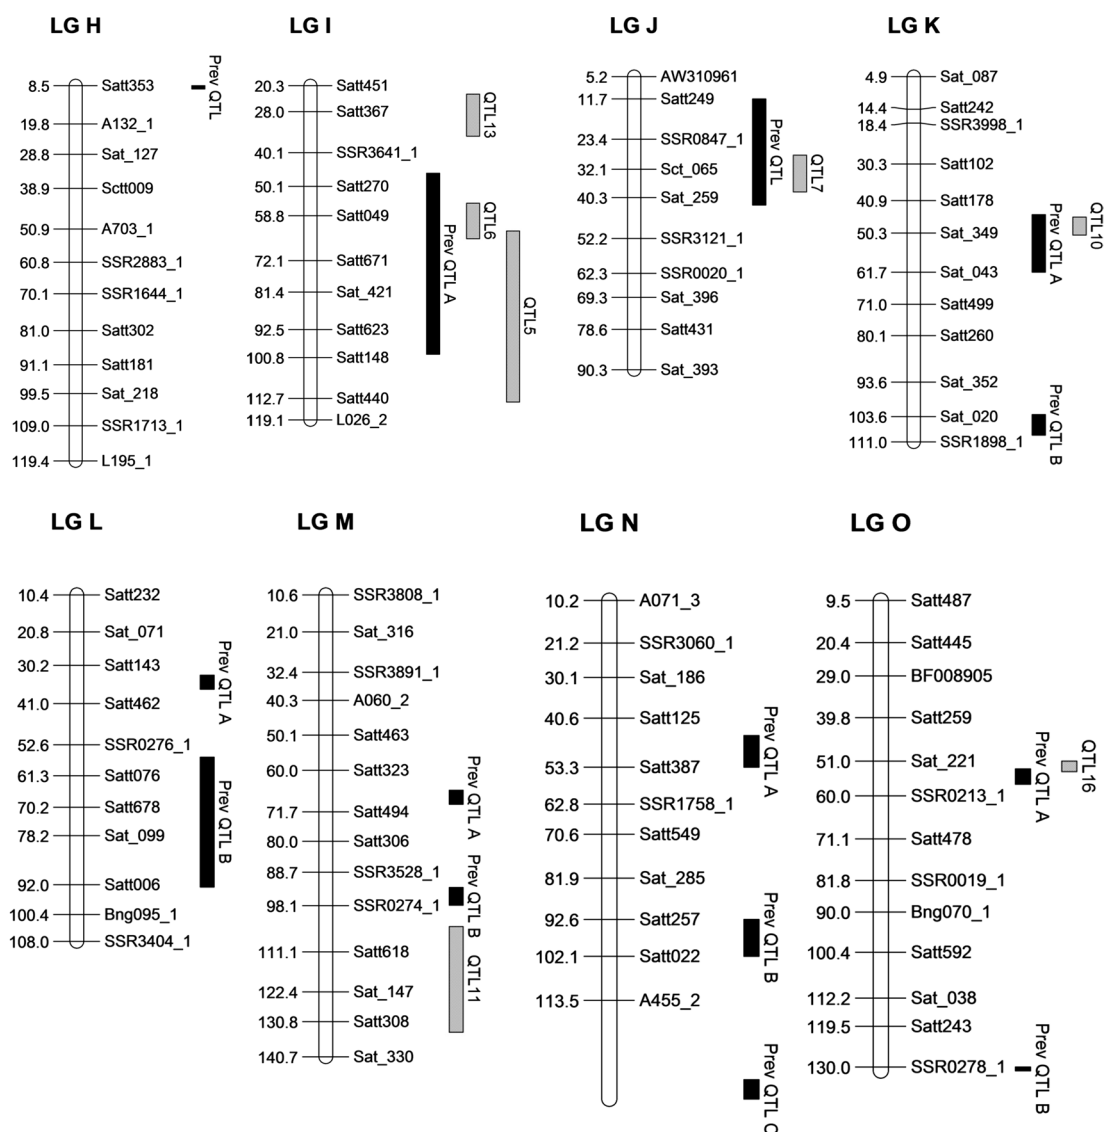 LG H
8.5 Satt353
19.8 A132_1
28.8 Sat_127
38.9 Sctt009
50.9 A703_1
60.8 SSR2883_1
70.1 SSR1644_1
81.0 Satt302
91.1 Satt181
99.5 Sat_218
109.0 SSR1713_1
119.4 L195_1
Prev QTL
LG I
20.3 Satt451
28.0 Satt367
40.1 SSR3641_1
50.1 Satt270
58.8 Satt049
72.1 Satt671
81.4 Sat_421
92.5 Satt623
100.8 Satt148
112.7 Satt440
119.1 L026_2
Prev QTL A
QTL13
QTL6
QTL5
LG J
5.2 AW310961
11.7 Satt249
23.4 SSR0847_1
32.1 Sct_065
40.3 Sat_259
52.2 SSR3121_1
62.3 SSR0020_1
69.3 Sat_396
78.6 Satt431
90.3 Sat_393
Prev QTL
QTL7
LG K
4.9 Sat_087
14.4 Satt242
18.4 SSR3998_1
30.3 Satt102
40.9 Satt178
50.3 Sat_349
61.7 Sat_043
71.0 Satt499
80.1 Satt260
93.6 Sat_352
103.6 Sat_020
111.0 SSR1898_1
Prev QTL A
QTL10
Prev QTL B
LG L
10.4 Satt232
20.8 Sat_071
30.2 Satt143
41.0 Satt462
52.6 SSR0276_1
61.3 Satt076
70.2 Satt678
78.2 Sat_099
92.0 Satt006
100.4 Bng095_1
108.0 SSR3404_1
Prev QTL A
Prev QTL B
LG M
10.6 SSR3808_1
21.0 Sat_316
32.4 SSR3891_1
40.3 A060_2
50.1 Satt463
60.0 Satt323
71.7 Satt494
80.0 Satt306
88.7 SSR3528_1
98.1 SSR0274_1
111.1 Satt618
122.4 Sat_147
130.8 Satt308
140.7 Sat_330
Prev QTL A
Prev QTL B
QTL11
LG N
10.2 A071_3
21.2 SSR3060_1
30.1 Sat_186
40.6 Satt125
53.3 Satt387
62.8 SSR1758_1
70.6 Satt549
81.9 Sat_285
92.6 Satt257
102.1 Satt022
113.5 A455_2
Prev QTL A
Prev QTL B
Prev QTL C
LG O
9.5 Satt487
20.4 Satt445
29.0 BF008905
39.8 Satt259
51.0 Sat_221
60.0 SSR0213_1
71.1 Satt478
81.8 SSR0019_1
90.0 Bng070_1
100.4 Satt592
112.2 Sat_038
119.5 Satt243
130.0 SSR0278_1
Prev QTL A
QTL16
Prev QTL B